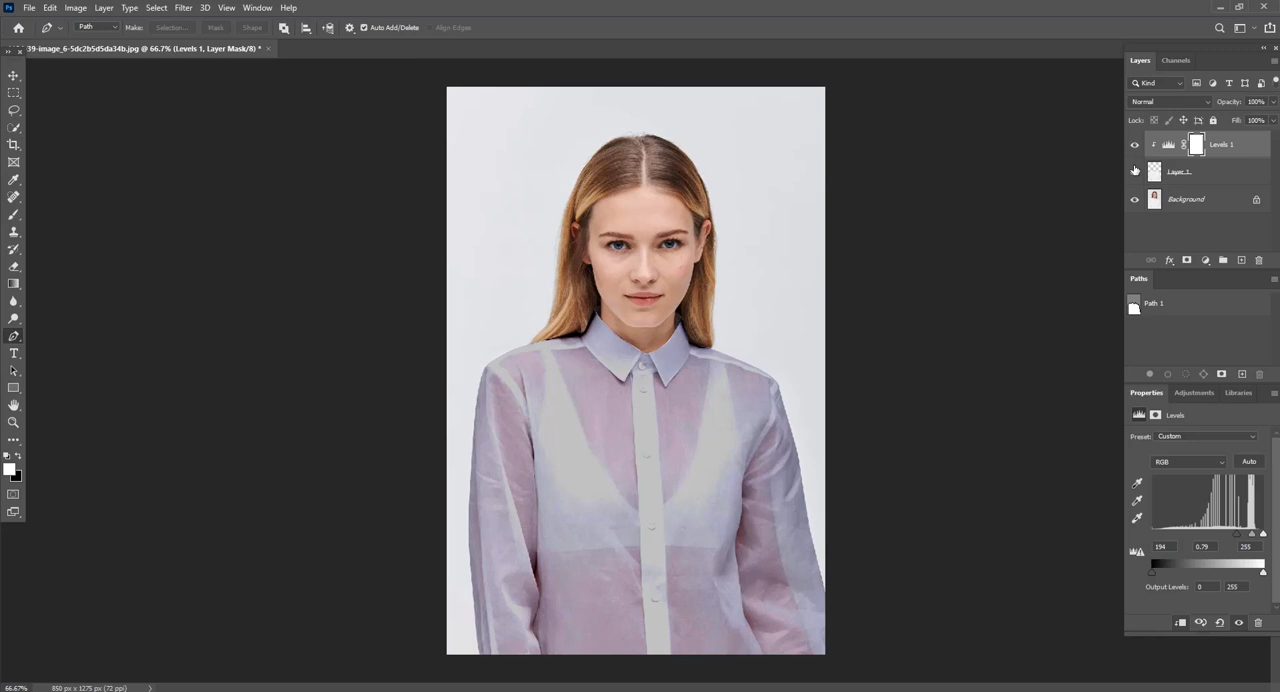 Ps File Edit Image Layer Type Select Filter 3D View Window Help
Path Make: Selection... Mask Shape Auto Add/Delete Align Edges
39-image_6-5dc2b5d5da34b.jpg @ 66.7% (Levels 1, Layer Mask/8) *
Layers Channels
Kind
Normal Opacity: 100%
Lock: Fill: 100%
Levels 1
Layer 1
Background
Paths
Path 1
Properties Adjustments Libraries
Levels
Preset: Custom
RGB Auto
194 0.79 255
Output Levels: 0 255
66.67% 850 px x 1275 px (72 ppi)